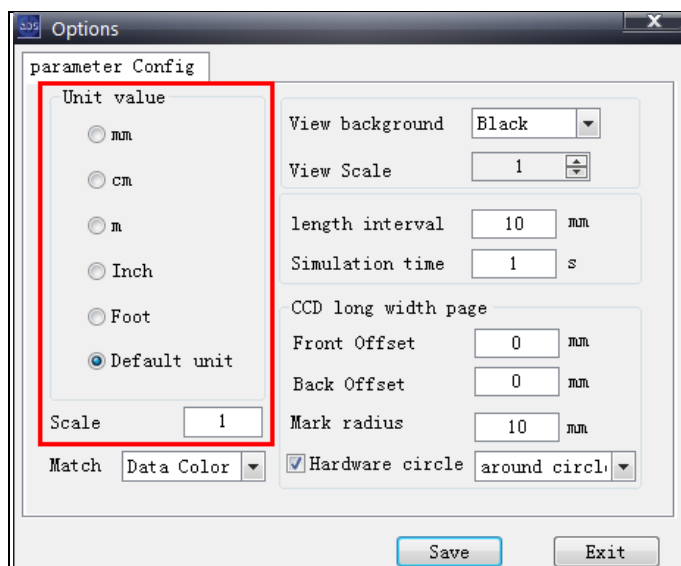 Options
parameter Config
Unit value
mm
cm
m
Inch
Foot
Default unit
Scale 1
Match Data Color
View background Black
View Scale 1
length interval 10 mm
Simulation time 1 s
CCD long width page
Front Offset 0 mm
Back Offset 0 mm
Mark radius 10 mm
Hardware circle around circl
Save Exit